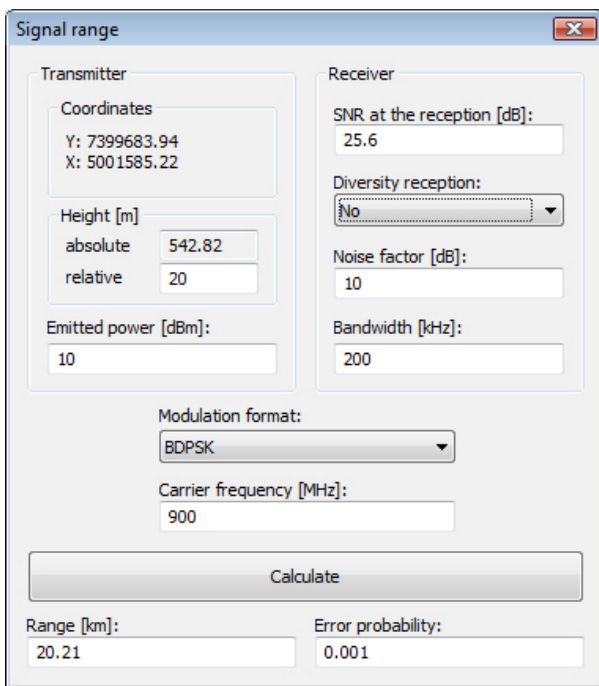 Signal range
Transmitter
Coordinates
Y: 7399683.94
X: 5001585.22
Height [m]
absolute 542.82
relative 20
Emitted power [dBm]:
10
Receiver
SNR at the reception [dB]:
25.6
Diversity reception:
No
Noise factor [dB]:
10
Bandwidth [kHz]:
200
Modulation format:
BDPSK
Carrier frequency [MHz]:
900
Calculate
Range [km]:
20.21
Error probability:
0.001